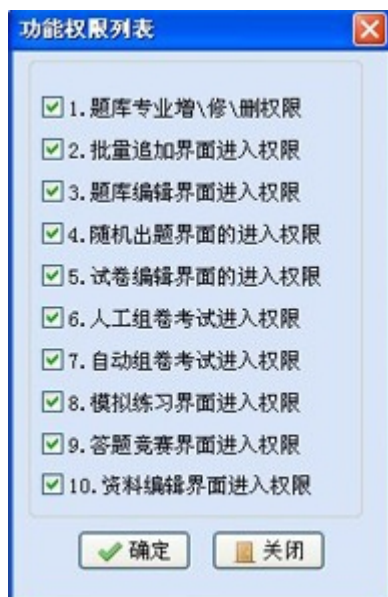 功能权限列表
1.题库专业增\修\删权限
2.批量追加界面进入权限
3.题库编辑界面进入权限
4.随机出题界面的进入权限
5.试卷编辑界面的进入权限
6.人工组卷考试进入权限
7.自动组卷考试进入权限
8.模拟练习界面进入权限
9.答题竞赛界面进入权限
10.资料编辑界面进入权限
确定 关闭